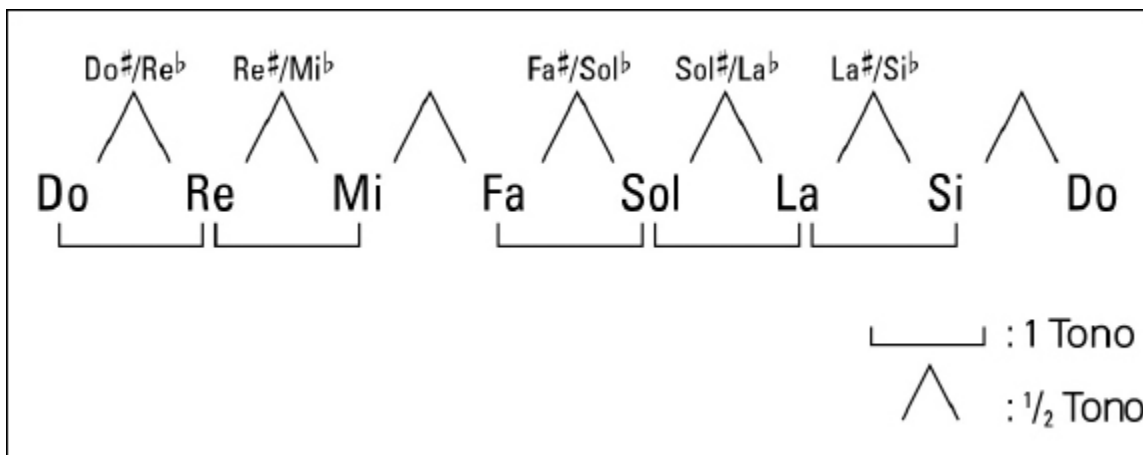 Do♯/Re♭ Re♯/Mi♭ Fa♯/Sol♭ Sol♯/La♭ La♯/Si♭
Do Re Mi Fa Sol La Si Do
: 1 Tono
: 1/2 Tono